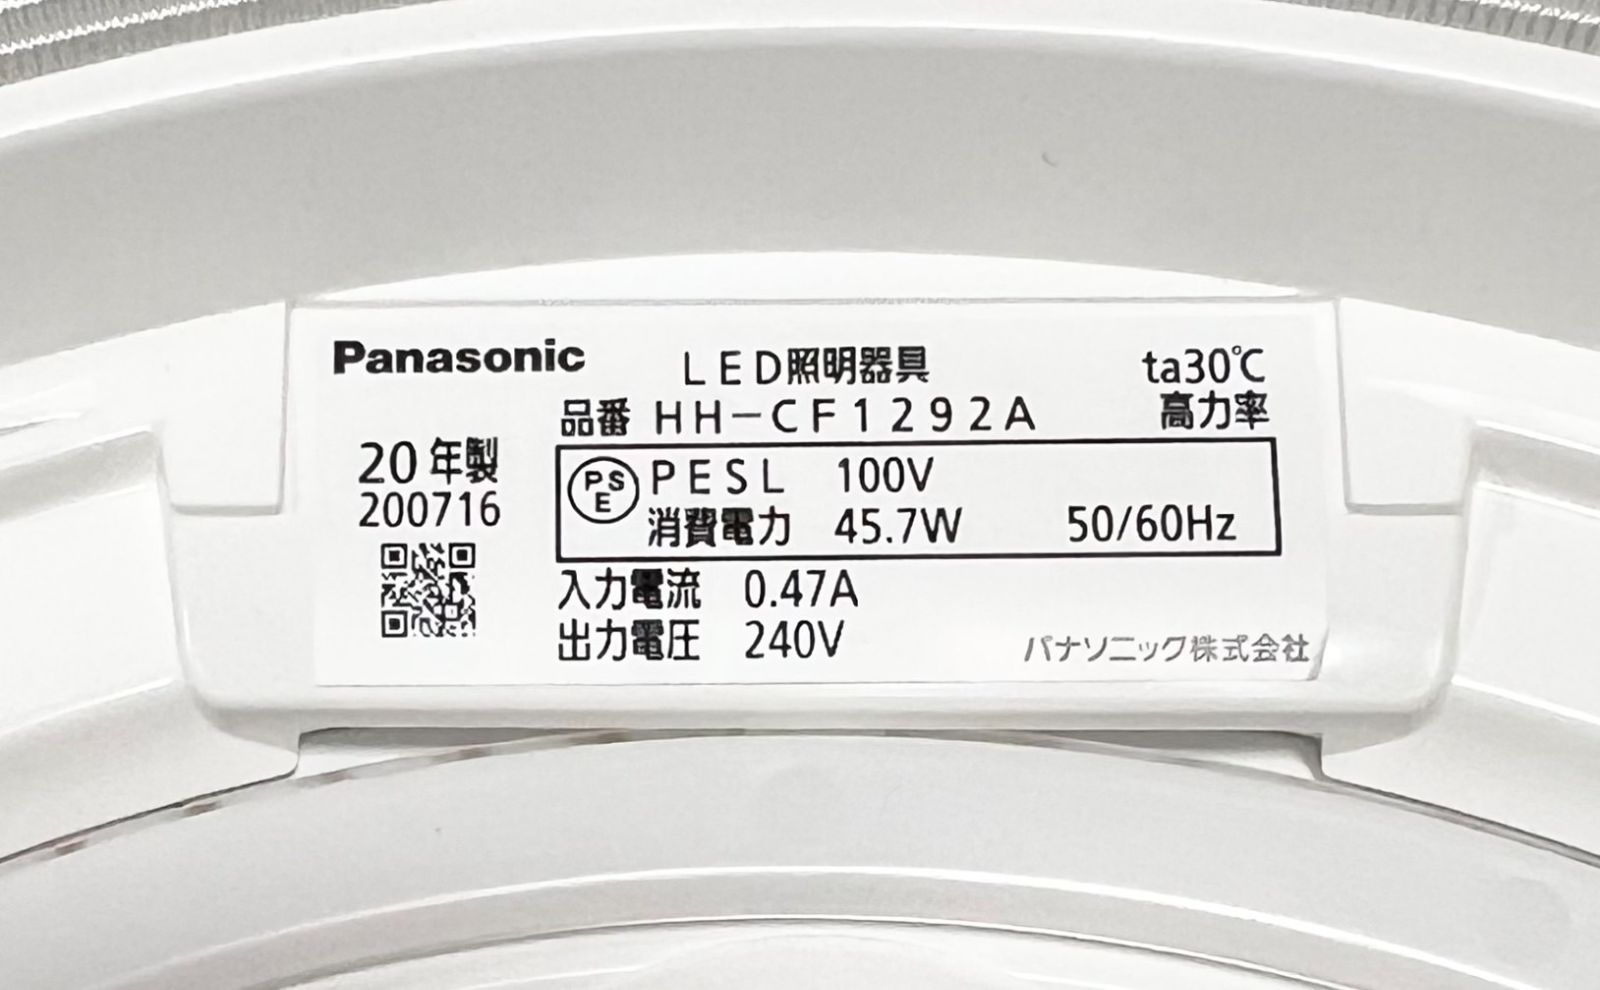 Panasonic
LED照明器具
ta30℃
品番 HH-CF1292A
高力率
20年製
200716
PSE
PESL 100V
消費電力 45.7W 50/60Hz
入力電流 0.47A
出力電圧 240V
パナソニック株式会社